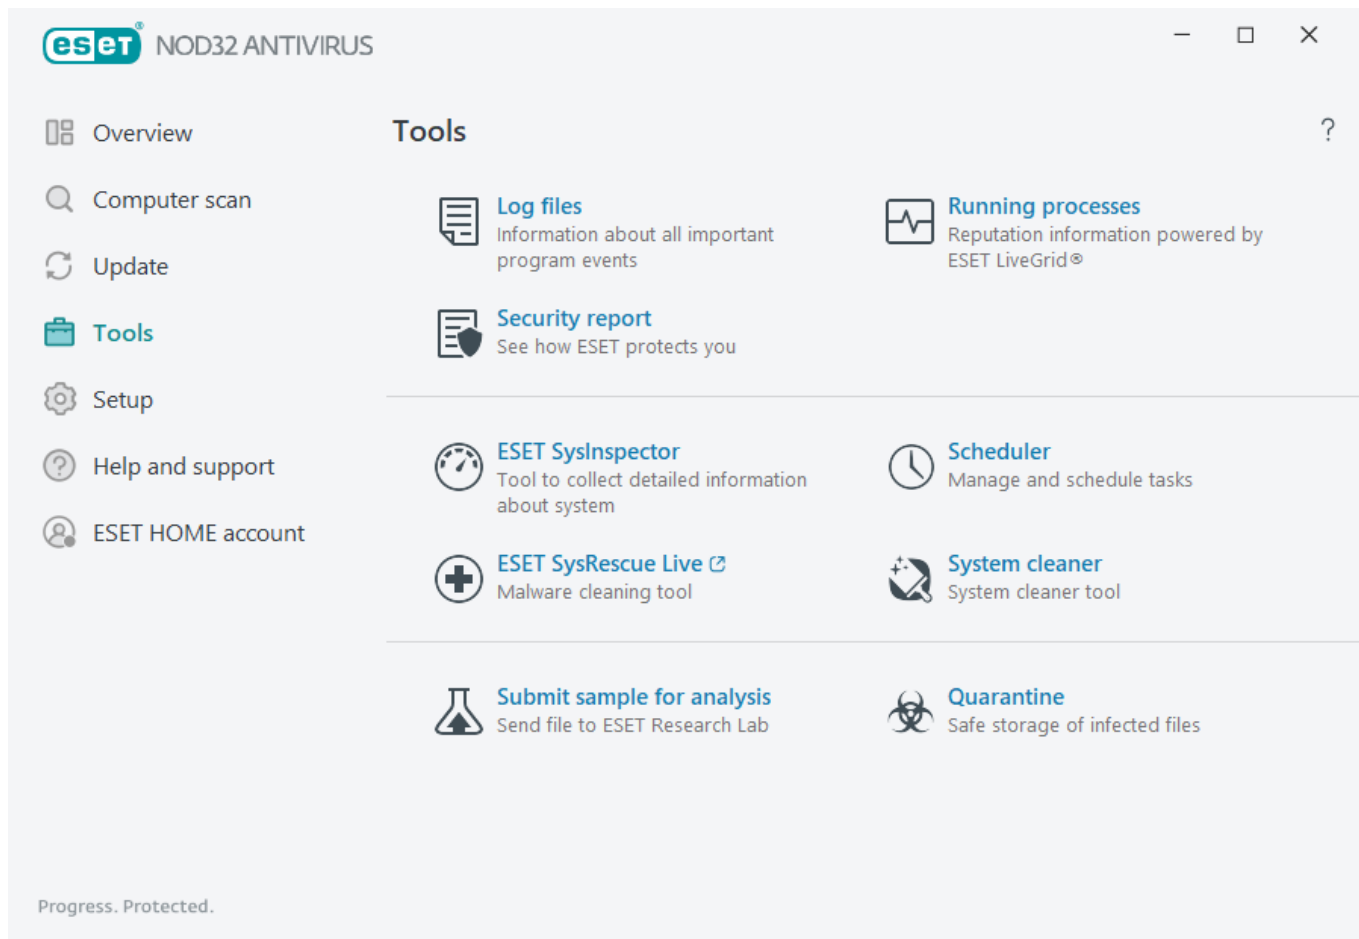 eseT® NOD32 ANTIVIRUS
Overview
Computer scan
Update
Tools
Setup
Help and support
ESET HOME account
Tools
?
Log files
Information about all important
program events
Running processes
Reputation information powered by
ESET LiveGrid®
Security report
See how ESET protects you
ESET SysInspector
Tool to collect detailed information
about system
Scheduler
Manage and schedule tasks
ESET SysRescue Live
Malware cleaning tool
System cleaner
System cleaner tool
Submit sample for analysis
Send file to ESET Research Lab
Quarantine
Safe storage of infected files
Progress. Protected.